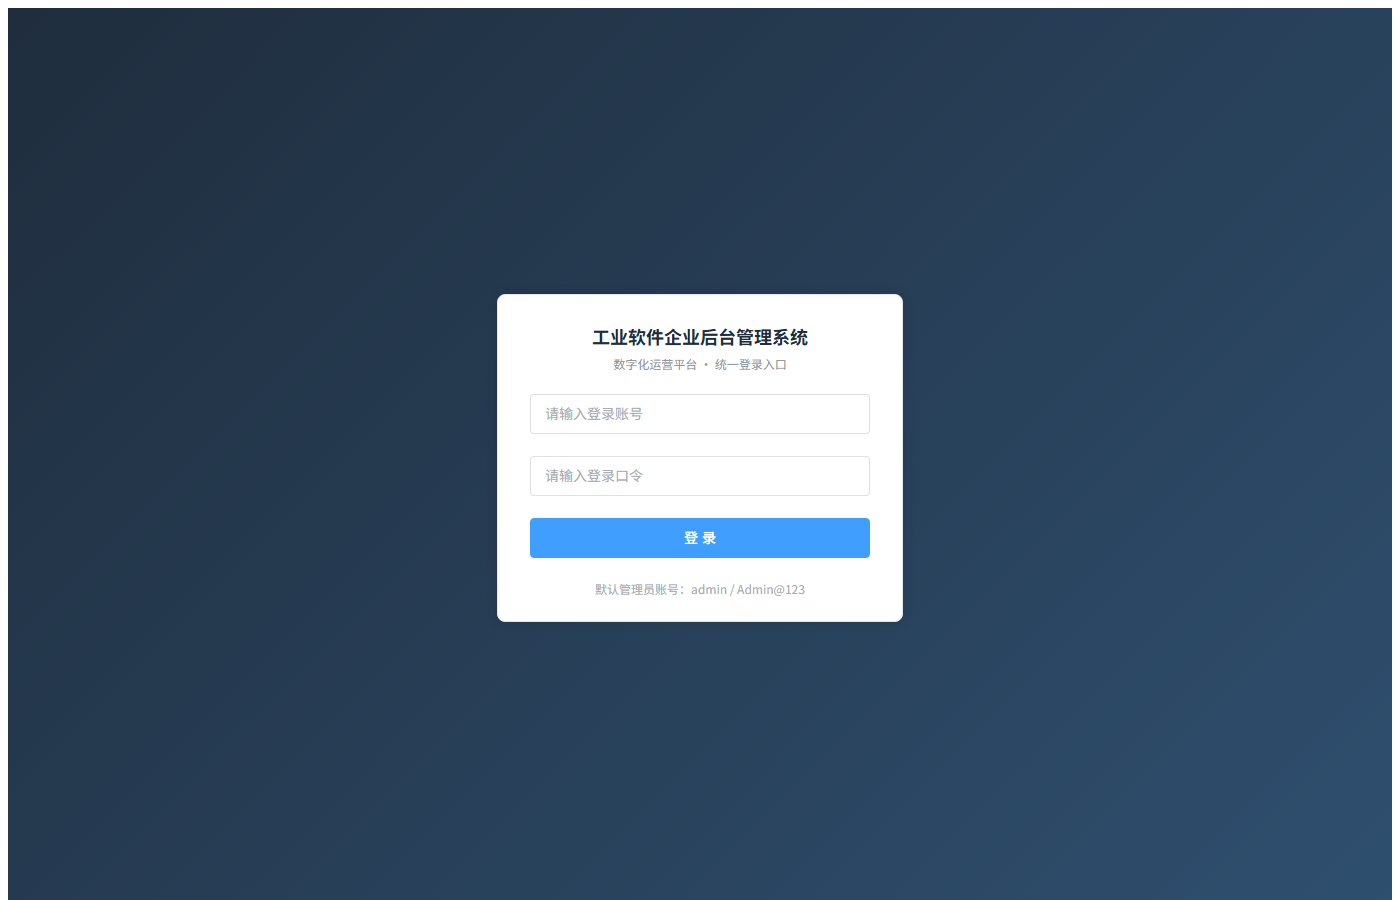 工业软件企业后台管理系统
数字化运营平台 · 统一登录入口
请输入登录账号
请输入登录口令
登 录
默认管理员账号：admin / Admin@123